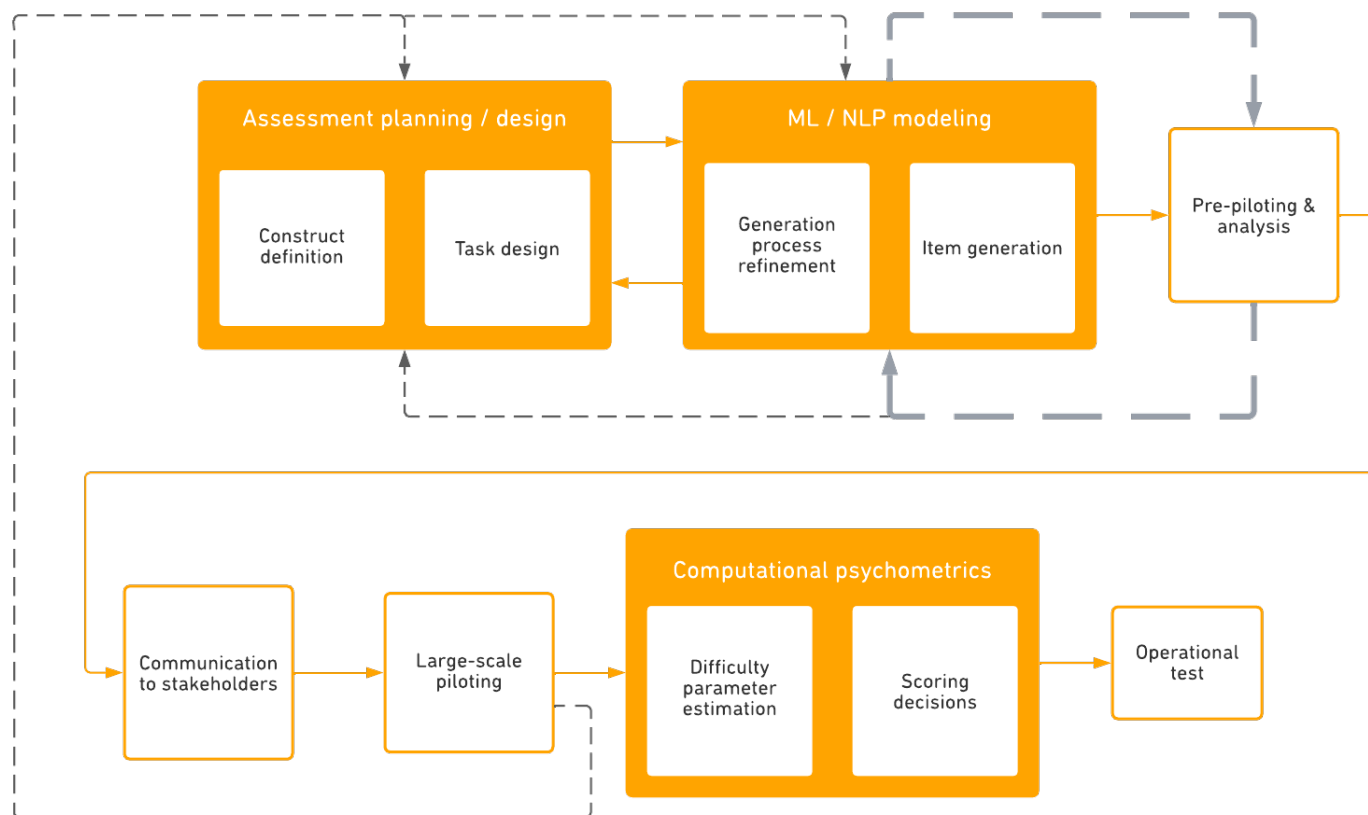 Assessment planning / design
Construct
definition
Task design
ML / NLP modeling
Generation
process
refinement
Item generation
Pre-piloting &
analysis
Communication
to stakeholders
Large-scale
piloting
Computational psychometrics
Difficulty
parameter
estimation
Scoring
decisions
Operational
test